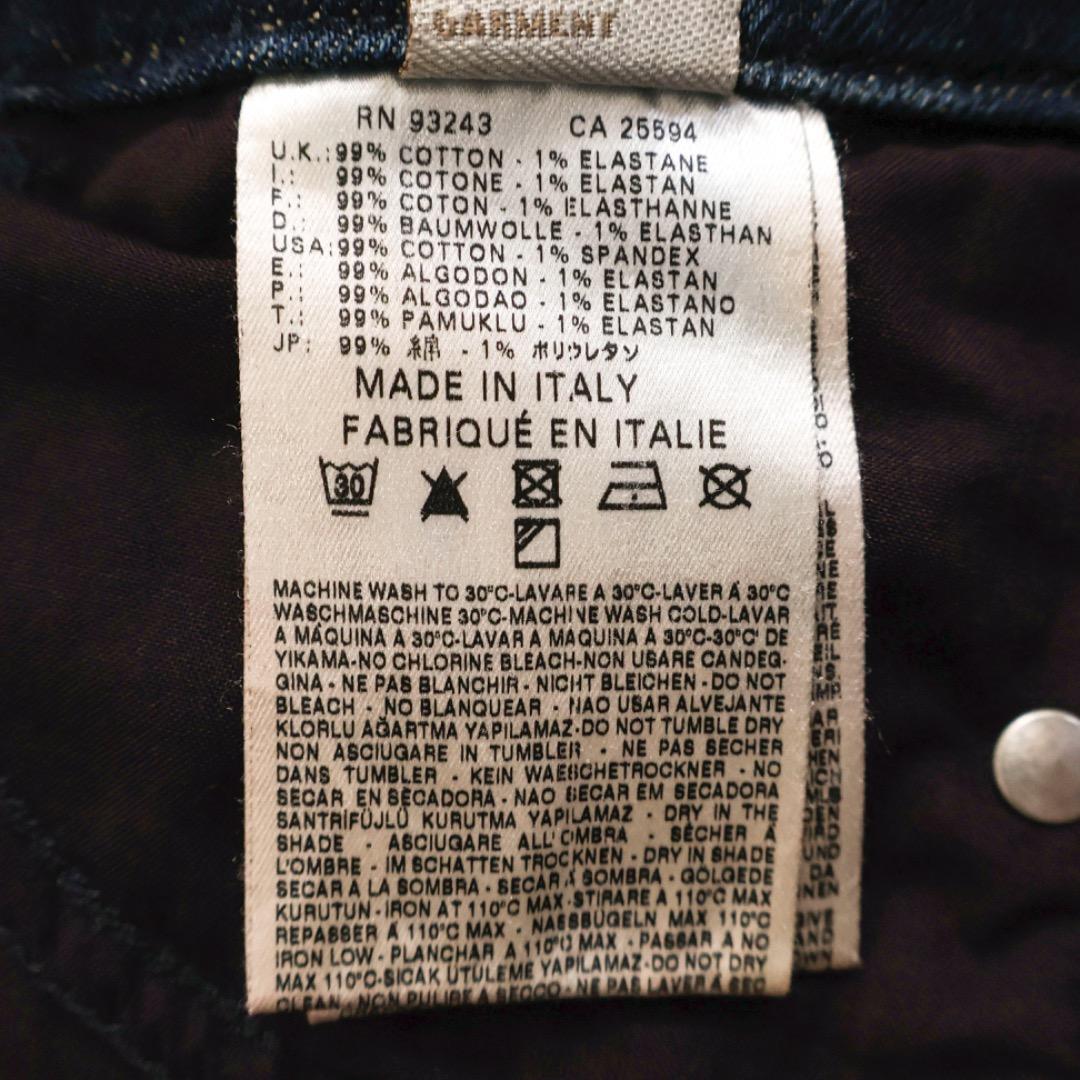 GARMENT
RN 93243 CA 25594
U.K.: 99% COTTON - 1% ELASTANE
I.: 99% COTONE - 1% ELASTAN
F.: 99% COTON - 1% ELASTHANNE
D.: 99% BAUMWOLLE - 1% ELASTHAN
USA: 99% COTTON - 1% SPANDEX
E.: 99% ALGODON - 1% ELASTAN
P.: 99% ALGODAO - 1% ELASTANO
T.: 99% PAMUKLU - 1% ELASTAN
JP: 99% 綿 - 1% ポリウレタン
MADE IN ITALY
FABRIQUÉ EN ITALIE
30
MACHINE WASH TO 30°C-LAVARE A 30°C-LAVER Á 30°C
WASCHMASCHINE 30°C-MACHINE WASH COLD-LAVAR
A MÁQUINA A 30°C-LAVAR A MAQUINA A 30°C-30°C' DE
YIKAMA-NO CHLORINE BLEACH-NON USARE CANDEG-
GINA - NE PAS BLANCHIR - NICHT BLEICHEN - DO NOT
BLEACH - NO BLANQUEAR - NAO USAR ALVEJANTE
KLORLU AĞARTMA YAPILAMAZ-DO NOT TUMBLE DRY
NON ASCIUGARE IN TUMBLER - NE PAS SECHER
DANS TUMBLER - KEIN WAESCHETROCKNER - NO
SECAR EN SECADORA - NAO SECAR EM SECADORA
SANTRİFÜJLÜ KURUTMA YAPILAMAZ - DRY IN THE
SHADE - ASCIUGARE ALL'OMBRA - SÉCHER À
L'OMBRE - IM SCHATTEN TROCKNEN - DRY IN SHADE
SECAR A LA SOMBRA - SECAR Á SOMBRA - GÖLGEDE
KURUTUN - IRON AT 110°C MAX - STIRARE A 110°C MAX
REPASSER A 110°C MAX - NASSBÜGELN MAX 110°C
IRON LOW - PLANCHAR A 110°C MAX - PASSAR A NO
MAX 110°C-SICAK ÜTÜLEME YAPILAMAZ-DO NOT DRY
CLEAN - NON PULIRE A SECCO - NE PAS LAVER A SEC